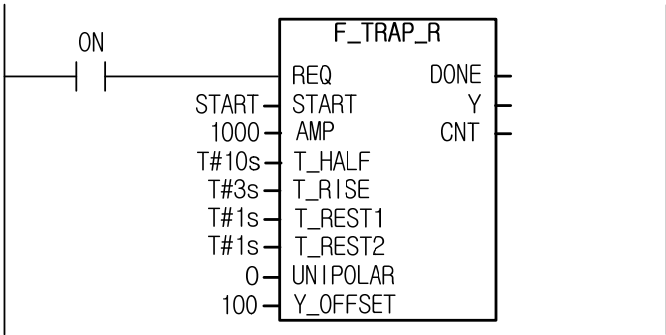 F_TRAP_R
ON
REQ DONE
START START Y
1000 AMP CNT
T#10s T_HALF
T#3s T_RISE
T#1s T_REST1
T#1s T_REST2
0 UNIPOLAR
100 Y_OFFSET